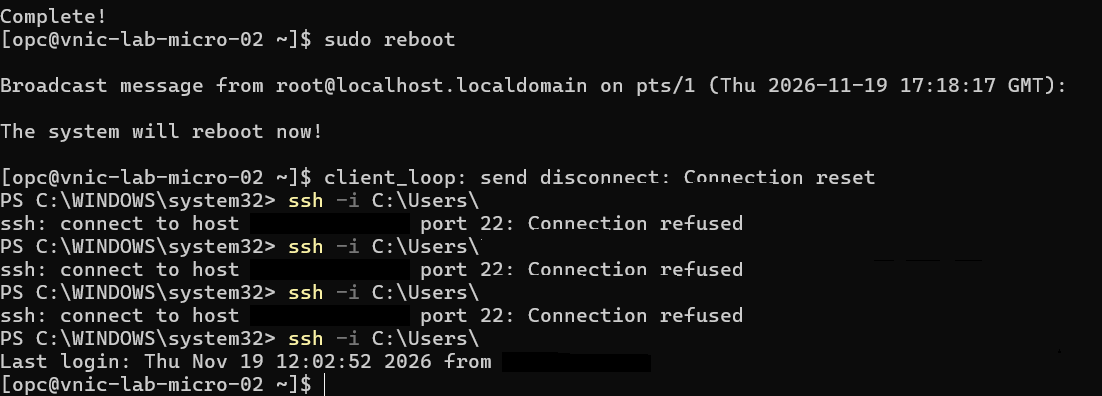 Complete!
[opc@vnic-lab-micro-02 ~]$ sudo reboot
Broadcast message from root@localhost.localdomain on pts/1 (Thu 2026-11-19 17:18:17 GMT):
The system will reboot now!
[opc@vnic-lab-micro-02 ~]$ client_loop: send disconnect: Connection reset
PS C:\WINDOWS\system32> ssh -i C:\Users\
ssh: connect to host port 22: Connection refused
PS C:\WINDOWS\system32> ssh -i C:\Users\
ssh: connect to host port 22: Connection refused
PS C:\WINDOWS\system32> ssh -i C:\Users\
ssh: connect to host port 22: Connection refused
PS C:\WINDOWS\system32> ssh -i C:\Users\
Last login: Thu Nov 19 12:02:52 2026 from
[opc@vnic-lab-micro-02 ~]$